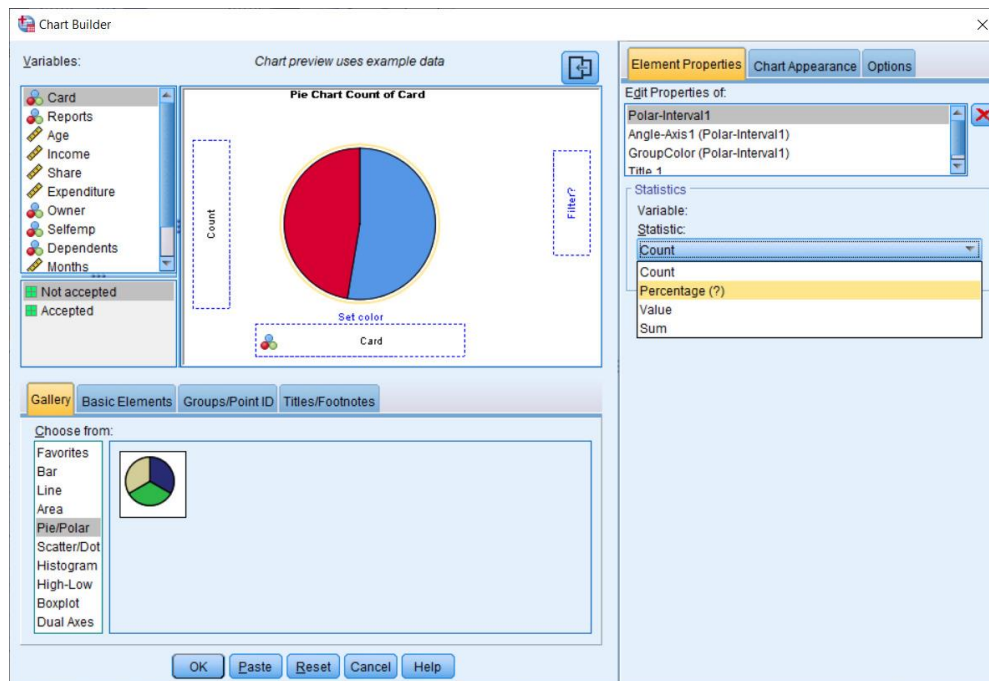 Chart Builder
Variables:
Chart preview uses example data
Card
Reports
Age
Income
Share
Expenditure
Owner
Selfemp
Dependents
Months
Not accepted
Accepted
Pie Chart Count of Card
Count
Filter?
Set color
Card
Gallery
Basic Elements
Groups/Point ID
Titles/Footnotes
Choose from:
Favorites
Bar
Line
Area
Pie/Polar
Scatter/Dot
Histogram
High-Low
Boxplot
Dual Axes
OK
Paste
Reset
Cancel
Help
Element Properties
Chart Appearance
Options
Edit Properties of:
Polar-Interval1
Angle-Axis1 (Polar-Interval1)
GroupColor (Polar-Interval1)
Title 1
Statistics
Variable:
Statistic:
Count
Count
Percentage (?)
Value
Sum